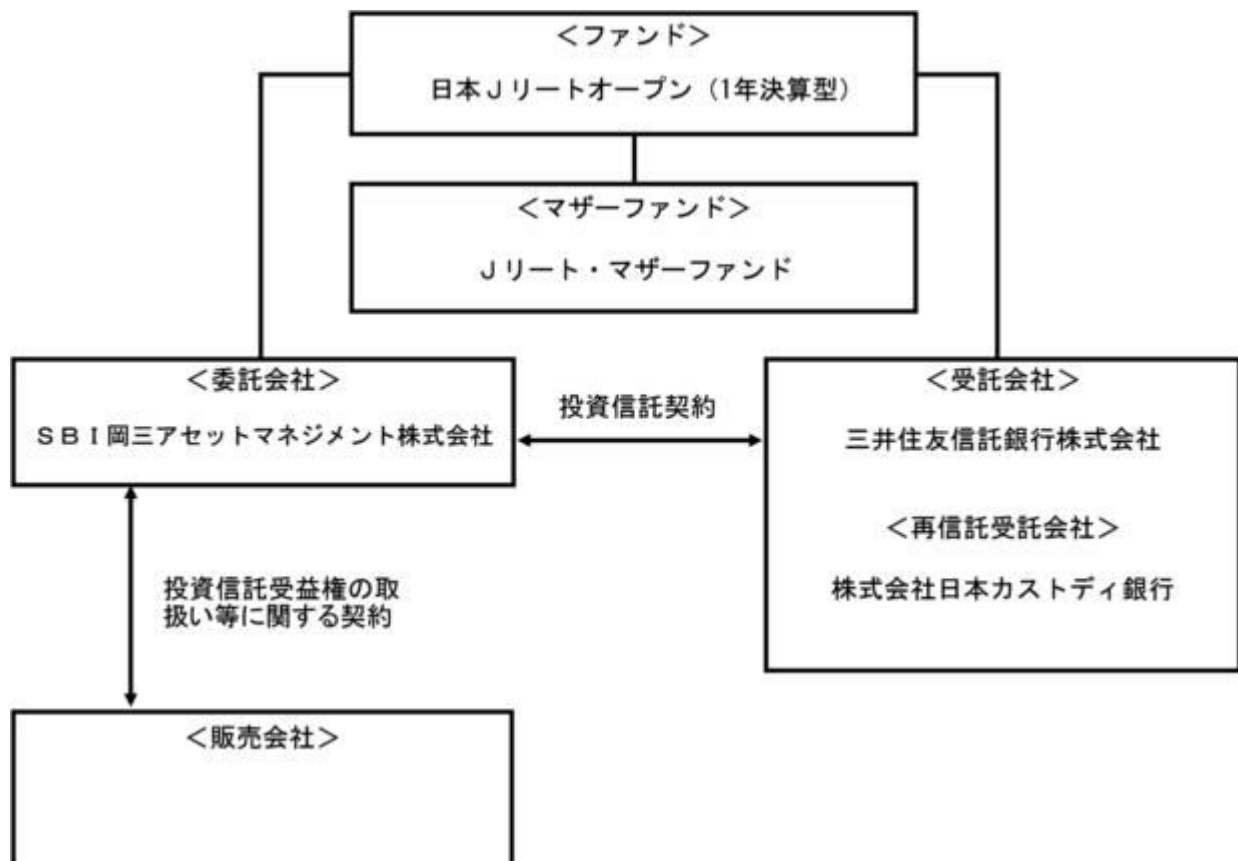 ＜ファンド＞
日本Ｊリートオープン（1年決算型）
＜マザーファンド＞
Ｊリート・マザーファンド
＜委託会社＞
ＳＢＩ岡三アセットマネジメント株式会社
投資信託契約
＜受託会社＞
三井住友信託銀行株式会社
＜再信託受託会社＞
株式会社日本カストディ銀行
投資信託受益権の取
扱い等に関する契約
＜販売会社＞